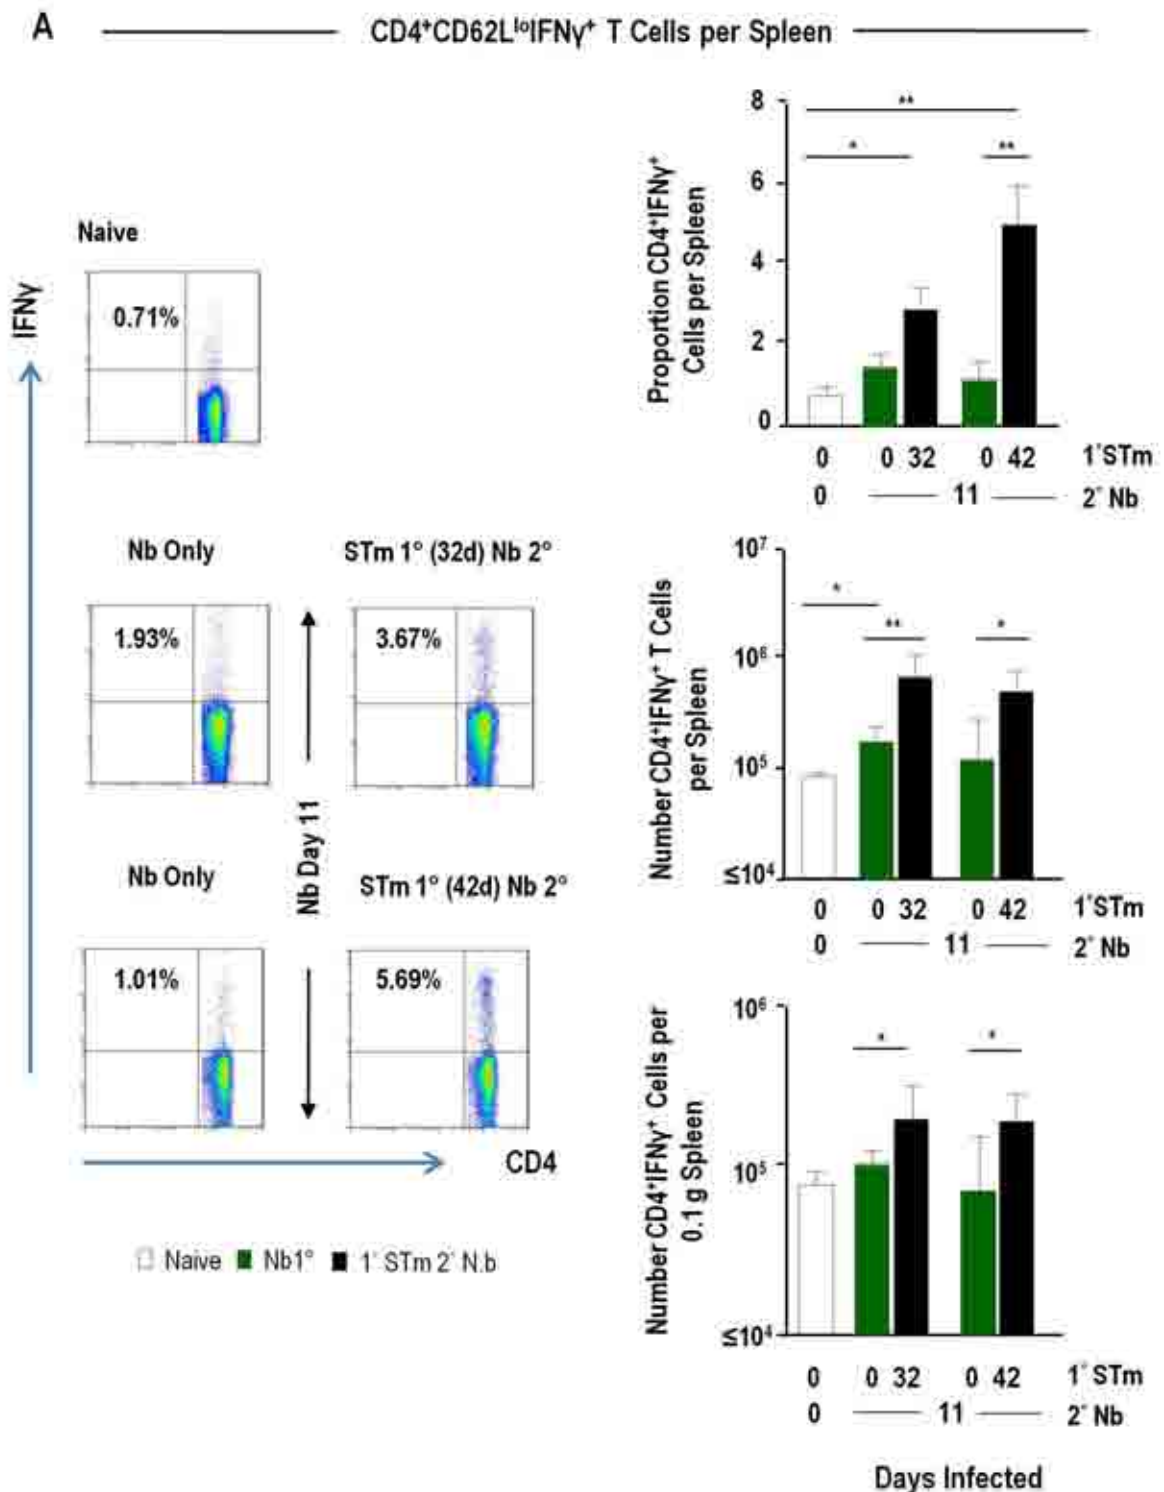 A
CD4⁺CD62LˡᵒIFNγ⁺ T Cells per Spleen
Naive
IFNγ
0.71%
Nb Only
STm 1° (32d) Nb 2°
1.93%
3.67%
Nb Day 11
Nb Only
STm 1° (42d) Nb 2°
1.01%
5.69%
CD4
Naive Nb1° 1° STm 2° N.b
Proportion CD4⁺IFNγ⁺
Cells per Spleen
8
6
4
2
0
**
* **
0 0 32 0 42 1°STm
0 11 2° Nb
Number CD4⁺IFNγ⁺ T Cells
per Spleen
10⁷
10⁶
10⁵
≤10⁴
*
** *
0 0 32 0 42 1°STm
0 11 2° Nb
Number CD4⁺IFNγ⁺ Cells per
0.1 g Spleen
10⁶
10⁵
≤10⁴
* *
0 0 32 0 42 1° STm
0 11 2° Nb
Days Infected